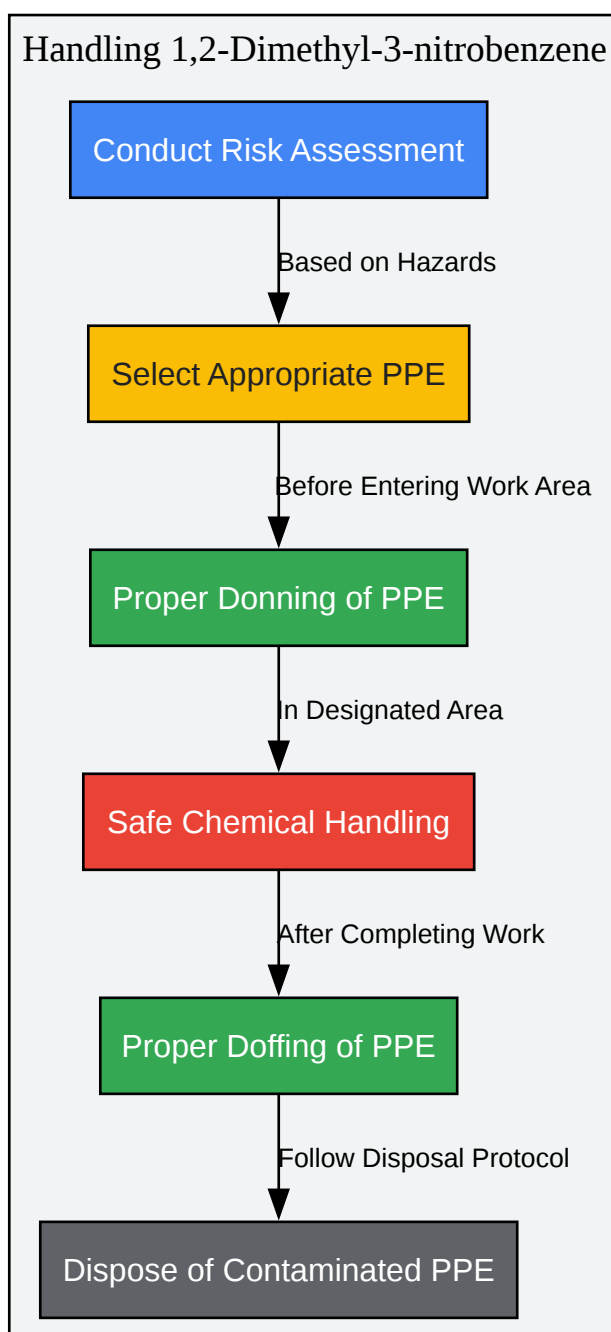 Handling 1,2-Dimethyl-3-nitrobenzene
Conduct Risk Assessment
Based on Hazards
Select Appropriate PPE
Before Entering Work Area
Proper Donning of PPE
In Designated Area
Safe Chemical Handling
After Completing Work
Proper Doffing of PPE
Follow Disposal Protocol
Dispose of Contaminated PPE